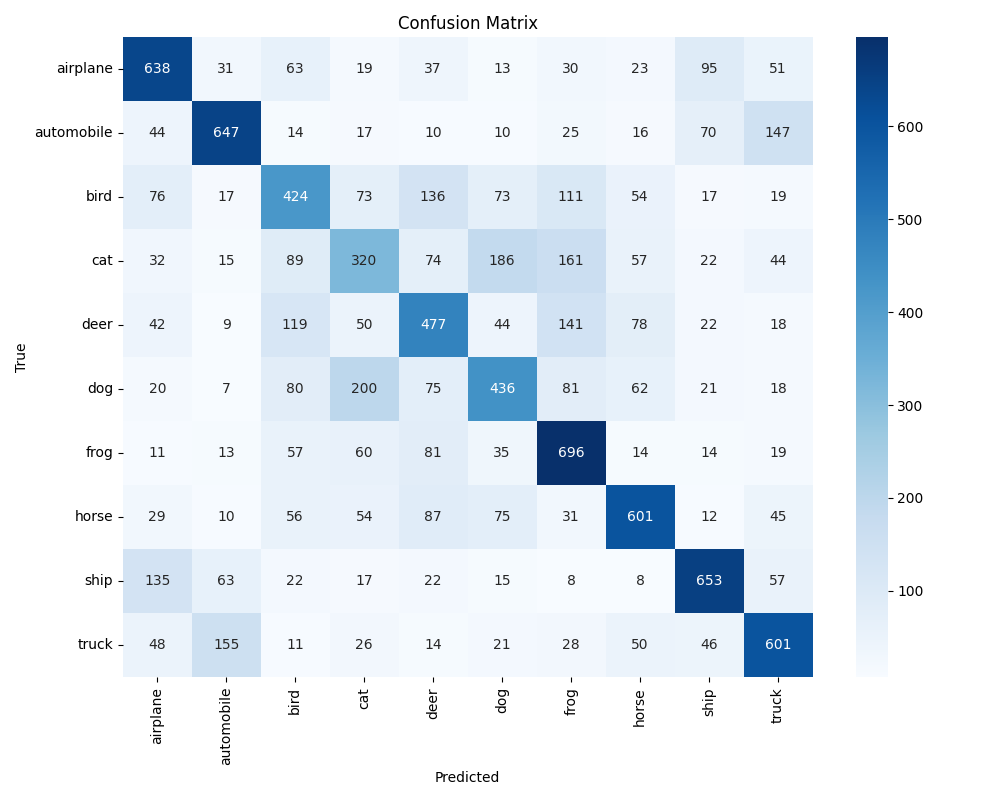 Confusion Matrix
airplane 638 31 63 19 37 13 30 23 95 51
automobile 44 647 14 17 10 10 25 16 70 147
bird 76 17 424 73 136 73 111 54 17 19
cat 32 15 89 320 74 186 161 57 22 44
deer 42 9 119 50 477 44 141 78 22 18
dog 20 7 80 200 75 436 81 62 21 18
frog 11 13 57 60 81 35 696 14 14 19
horse 29 10 56 54 87 75 31 601 12 45
ship 135 63 22 17 22 15 8 8 653 57
truck 48 155 11 26 14 21 28 50 46 601
True
airplane automobile bird cat deer dog frog horse ship truck
Predicted
600
500
400
300
200
100